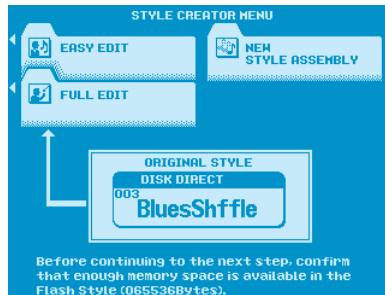 STYLE CREATOR MENU
EASY EDIT
NEW
STYLE ASSEMBLY
FULL EDIT
ORIGINAL STYLE
DISK DIRECT
003
BluesShffle
Before continuing to the next step, confirm
that enough memory space is available in the
Flash Style (065536Bytes).